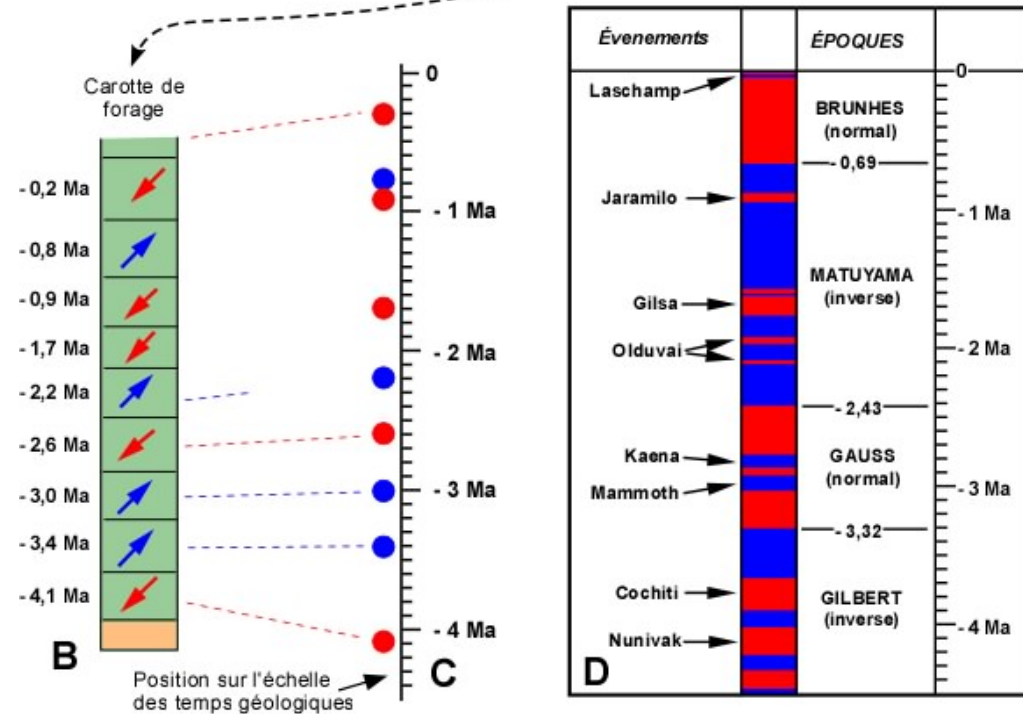 Carotte de
forage
- 0,2 Ma
- 0,8 Ma
- 0,9 Ma
- 1,7 Ma
- 2,2 Ma
- 2,6 Ma
- 3,0 Ma
- 3,4 Ma
- 4,1 Ma
B
0
- 1 Ma
- 2 Ma
- 3 Ma
- 4 Ma
C
Position sur l'échelle
des temps géologiques
Évenements
ÉPOQUES
Laschamp
Jaramilo
Gilsa
Olduvai
Kaena
Mammoth
Cochiti
Nunivak
D
BRUNHES
(normal)
- 0,69
MATUYAMA
(inverse)
- 2,43
GAUSS
(normal)
- 3,32
GILBERT
(inverse)
0
- 1 Ma
- 2 Ma
- 3 Ma
- 4 Ma